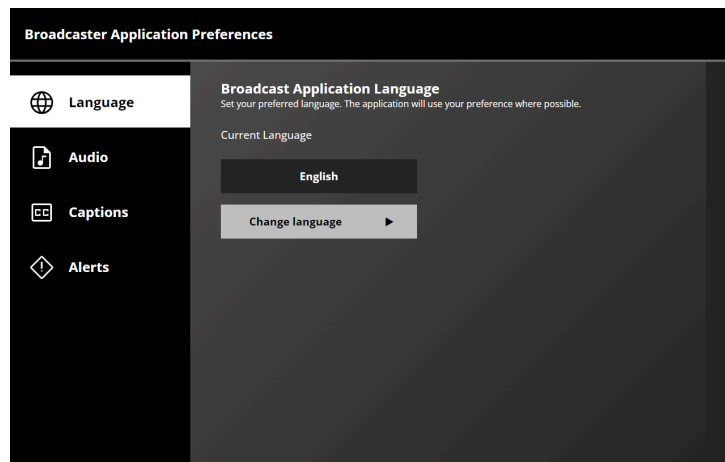 Broadcaster Application Preferences
Language
Audio
CC Captions
Alerts
Broadcast Application Language
Set your preferred language. The application will use your preference where possible.
Current Language
English
Change language